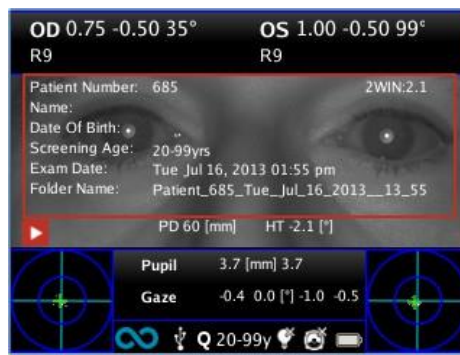 OD 0.75 -0.50 35° OS 1.00 -0.50 99°
R9 R9
Patient Number: 685 2WIN:2.1
Name:
Date Of Birth:
Screening Age: 20-99yrs
Exam Date: Tue Jul 16, 2013 01:55 pm
Folder Name: Patient_685_Tue_Jul_16_2013__13_55
PD 60 [mm] HT -2.1 [°]
Pupil 3.7 [mm] 3.7
Gaze -0.4 0.0 [°] -1.0 -0.5
Q 20-99y